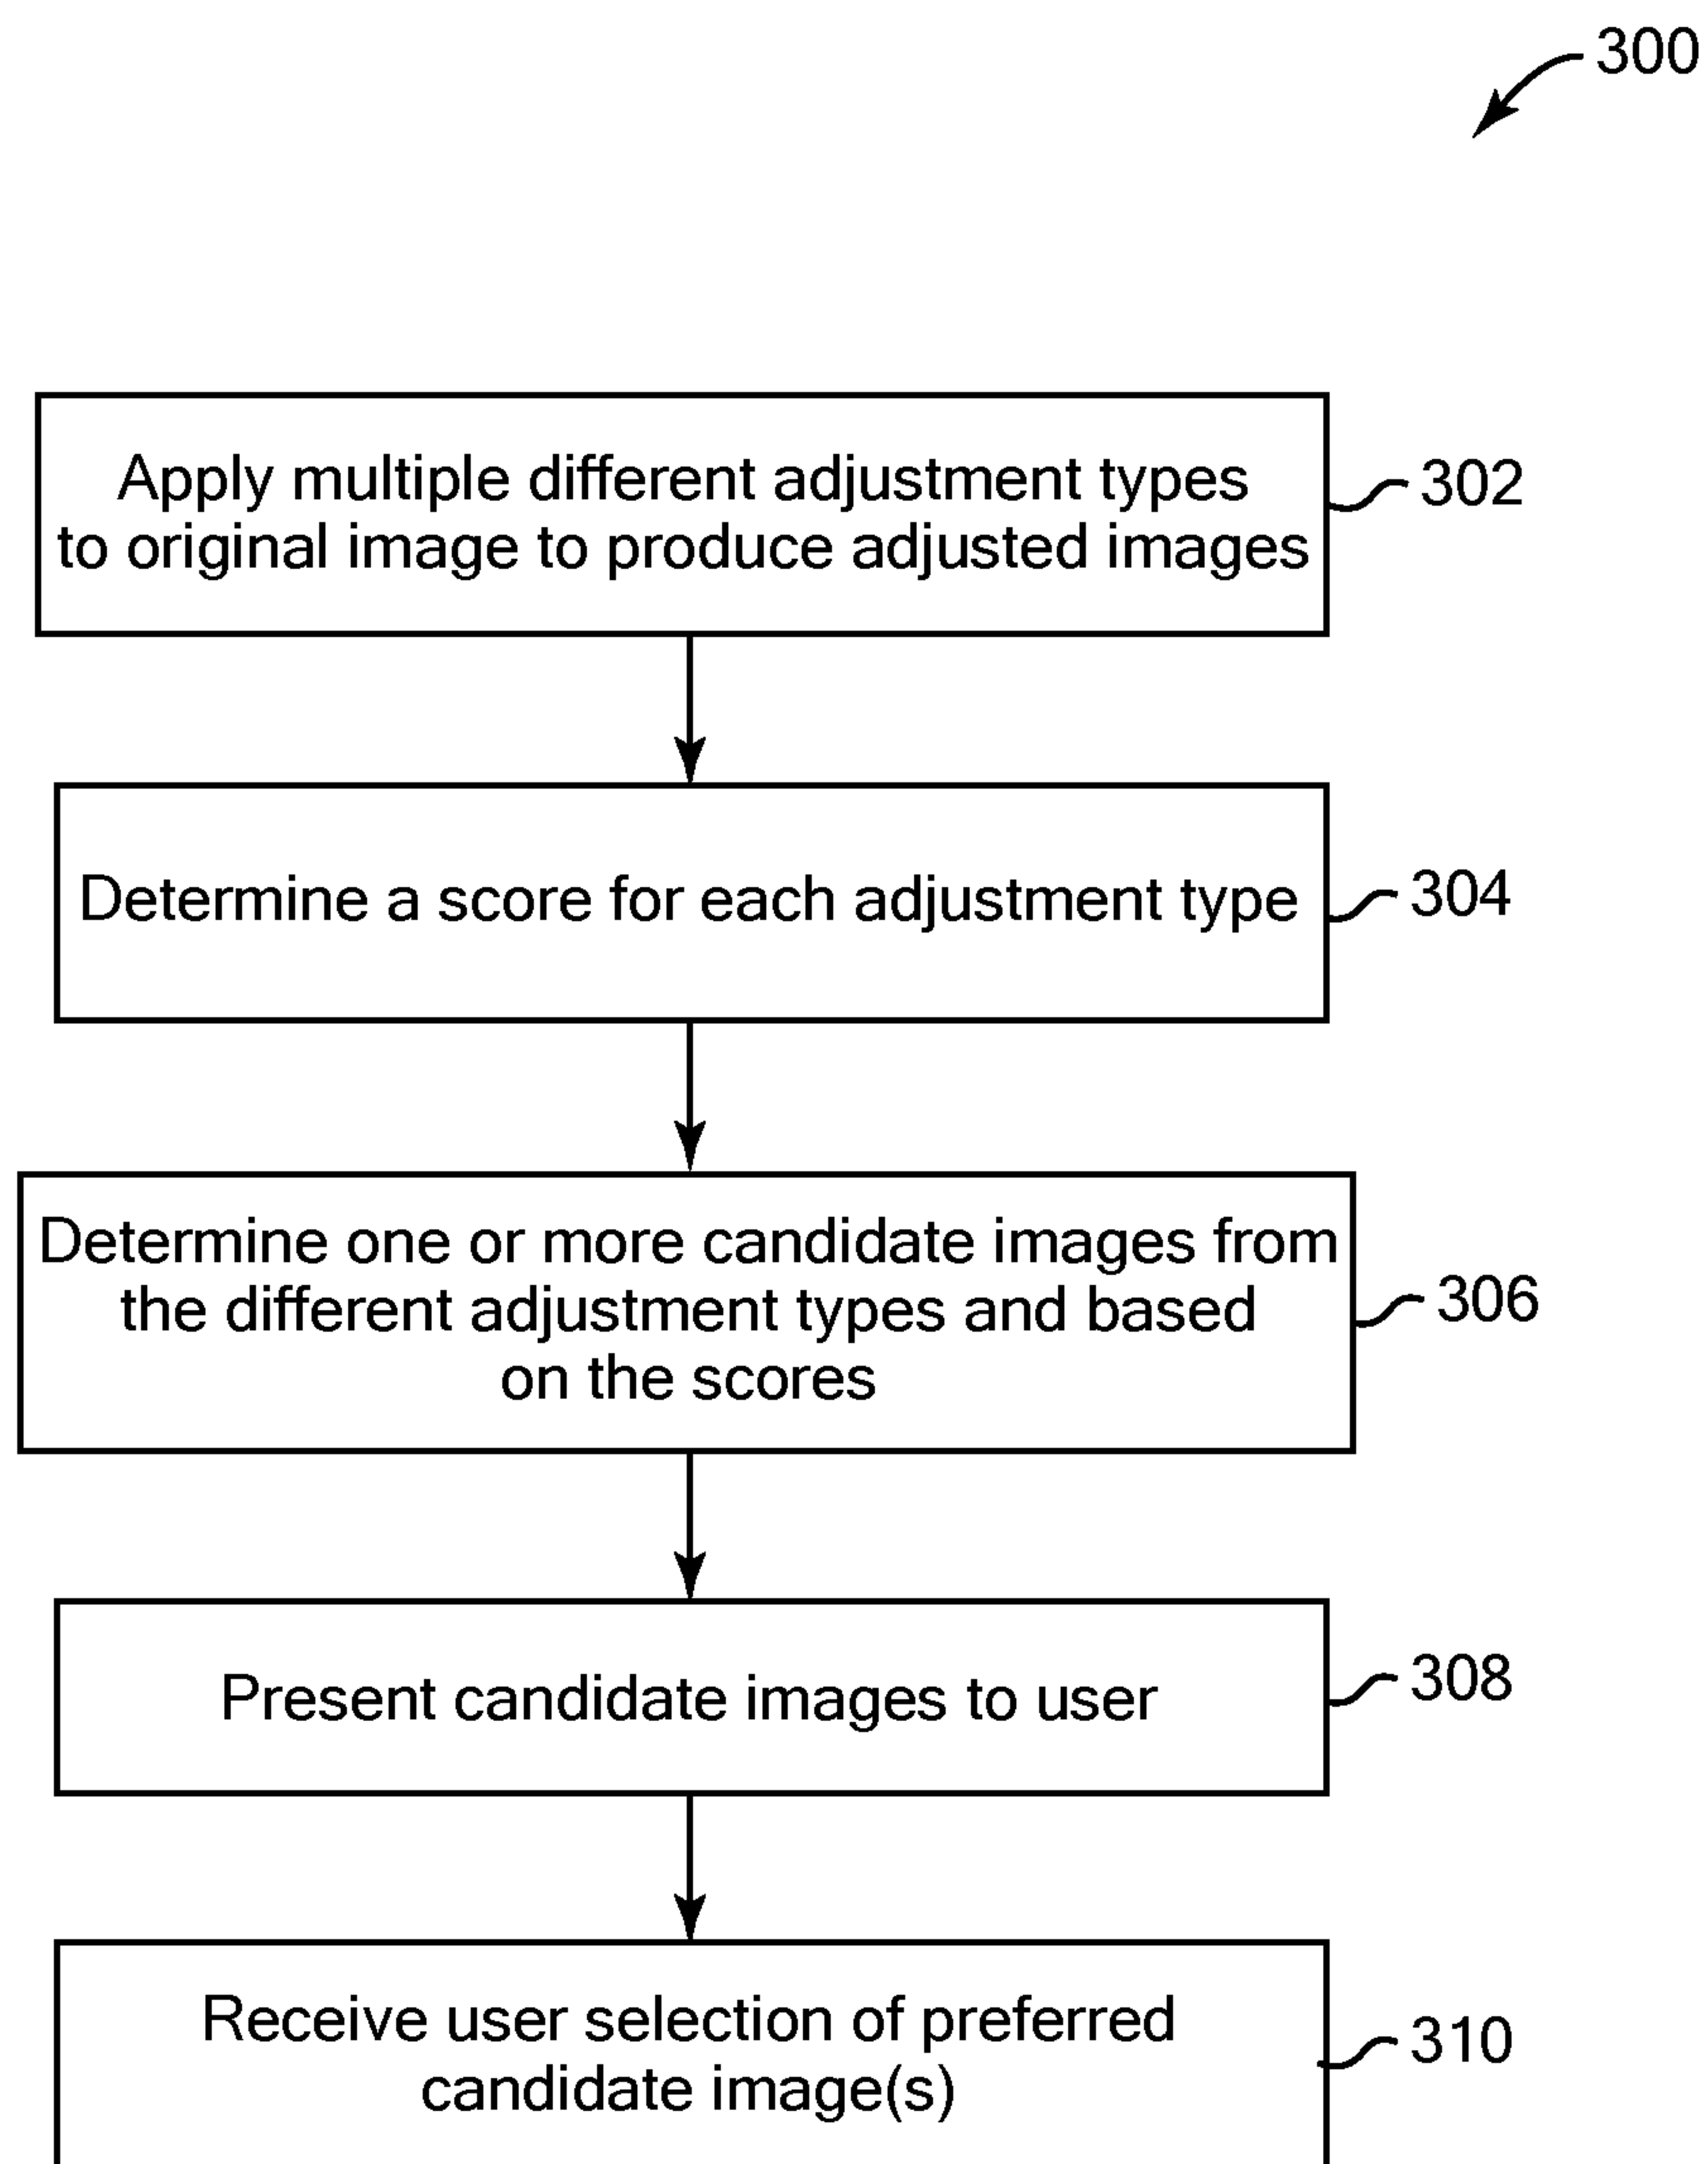 300
Apply multiple different adjustment types
to original image to produce adjusted images
302
Determine a score for each adjustment type
304
Determine one or more candidate images from
the different adjustment types and based
on the scores
306
Present candidate images to user
308
Receive user selection of preferred
candidate image(s)
310